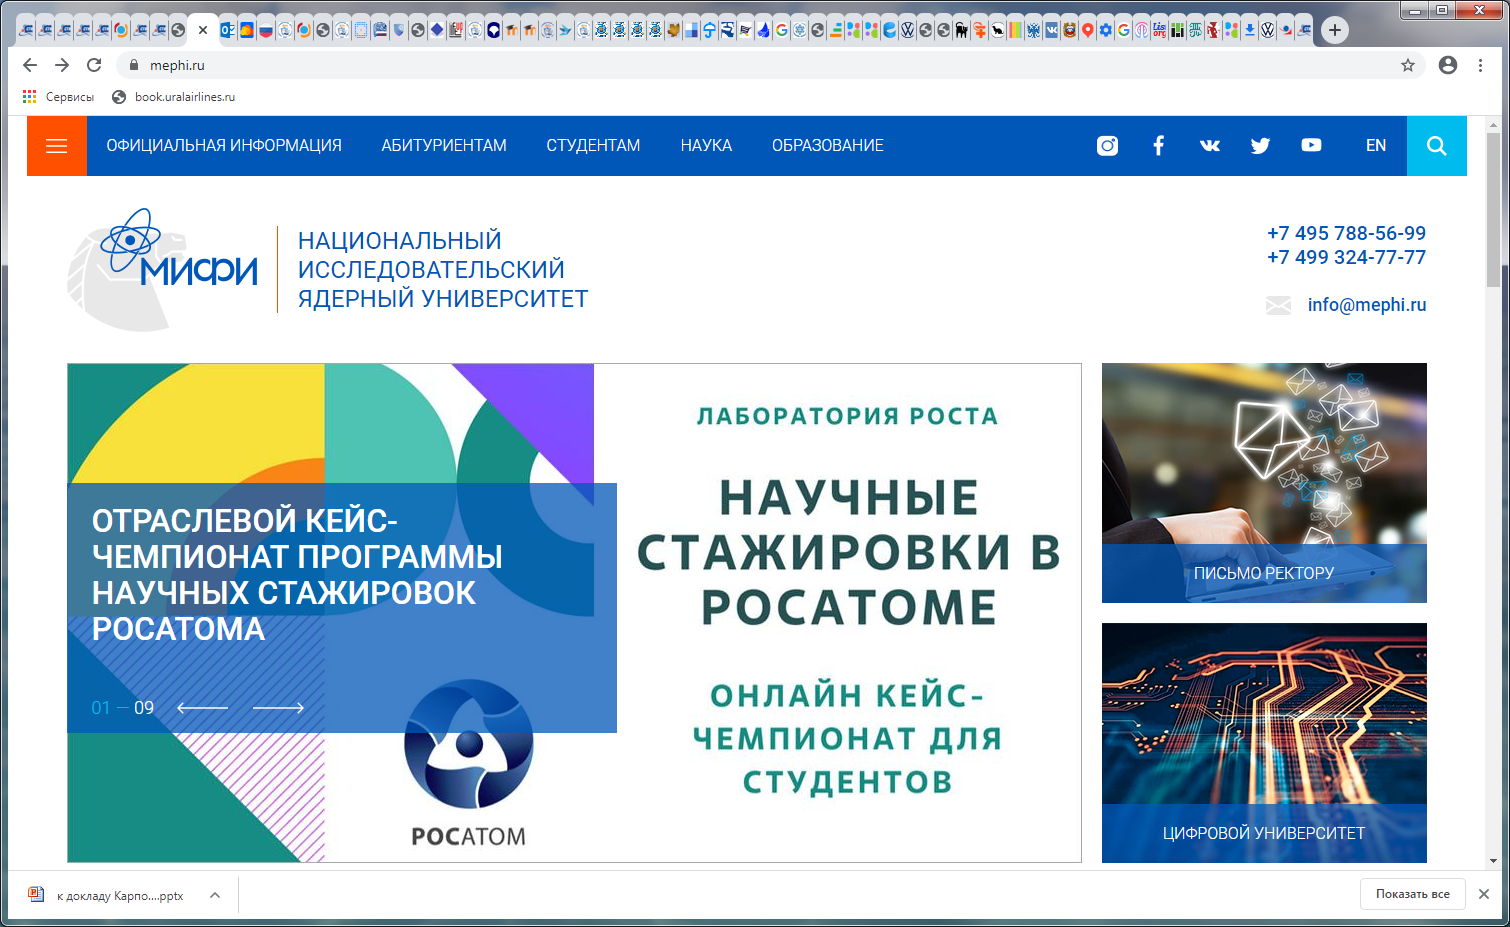 mephi.ru
Сервисы
book.uralairlines.ru
ОФИЦИАЛЬНАЯ ИНФОРМАЦИЯ
АБИТУРИЕНТАМ
СТУДЕНТАМ
НАУКА
ОБРАЗОВАНИЕ
EN
МИФИ
НАЦИОНАЛЬНЫЙ
ИССЛЕДОВАТЕЛЬСКИЙ
ЯДЕРНЫЙ УНИВЕРСИТЕТ
+7 495 788-56-99
+7 499 324-77-77
info@mephi.ru
ОТРАСЛЕВОЙ КЕЙС-
ЧЕМПИОНАТ ПРОГРАММЫ
НАУЧНЫХ СТАЖИРОВОК
РОСАТОМА
01 — 09
РОСАТОМ
ЛАБОРАТОРИЯ РОСТА
НАУЧНЫЕ
СТАЖИРОВКИ В
РОСАТОМЕ
ОНЛАЙН КЕЙС-
ЧЕМПИОНАТ ДЛЯ
СТУДЕНТОВ
ПИСЬМО РЕКТОРУ
ЦИФРОВОЙ УНИВЕРСИТЕТ
к докладу Карпо....pptx
Показать все